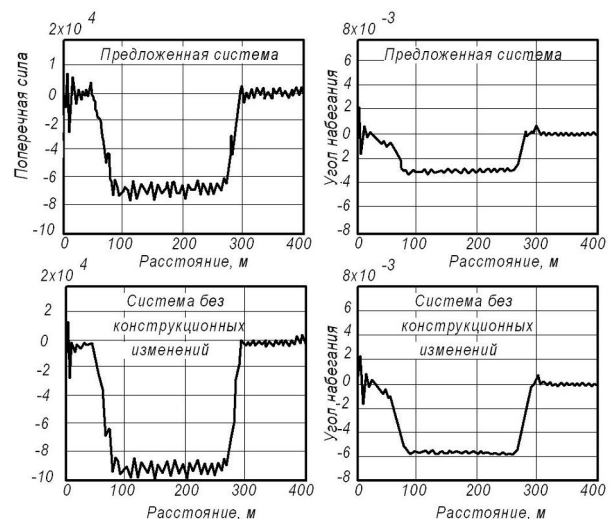 2x10 4
Предложенная система
1
0
-2
-4
-6
-8
-10
Поперечная сила
0 100 200 300 400
Расстояние, м
8x10 -3
Предложенная система
6
4
2
0
-2
-4
-6
-8
Угол набегания
0 100 200 300 400
Расстояние, м
2x10 4
Система без
конструкционных
изменений
2
0
-2
-4
-6
-8
-10
Поперечная сила
0 100 200 300 400
Расстояние, м
8x10 -3
Система без
конструкционных
изменений
6
4
2
0
-2
-4
-6
-8
Угол набегания
0 100 200 300 400
Расстояние, м